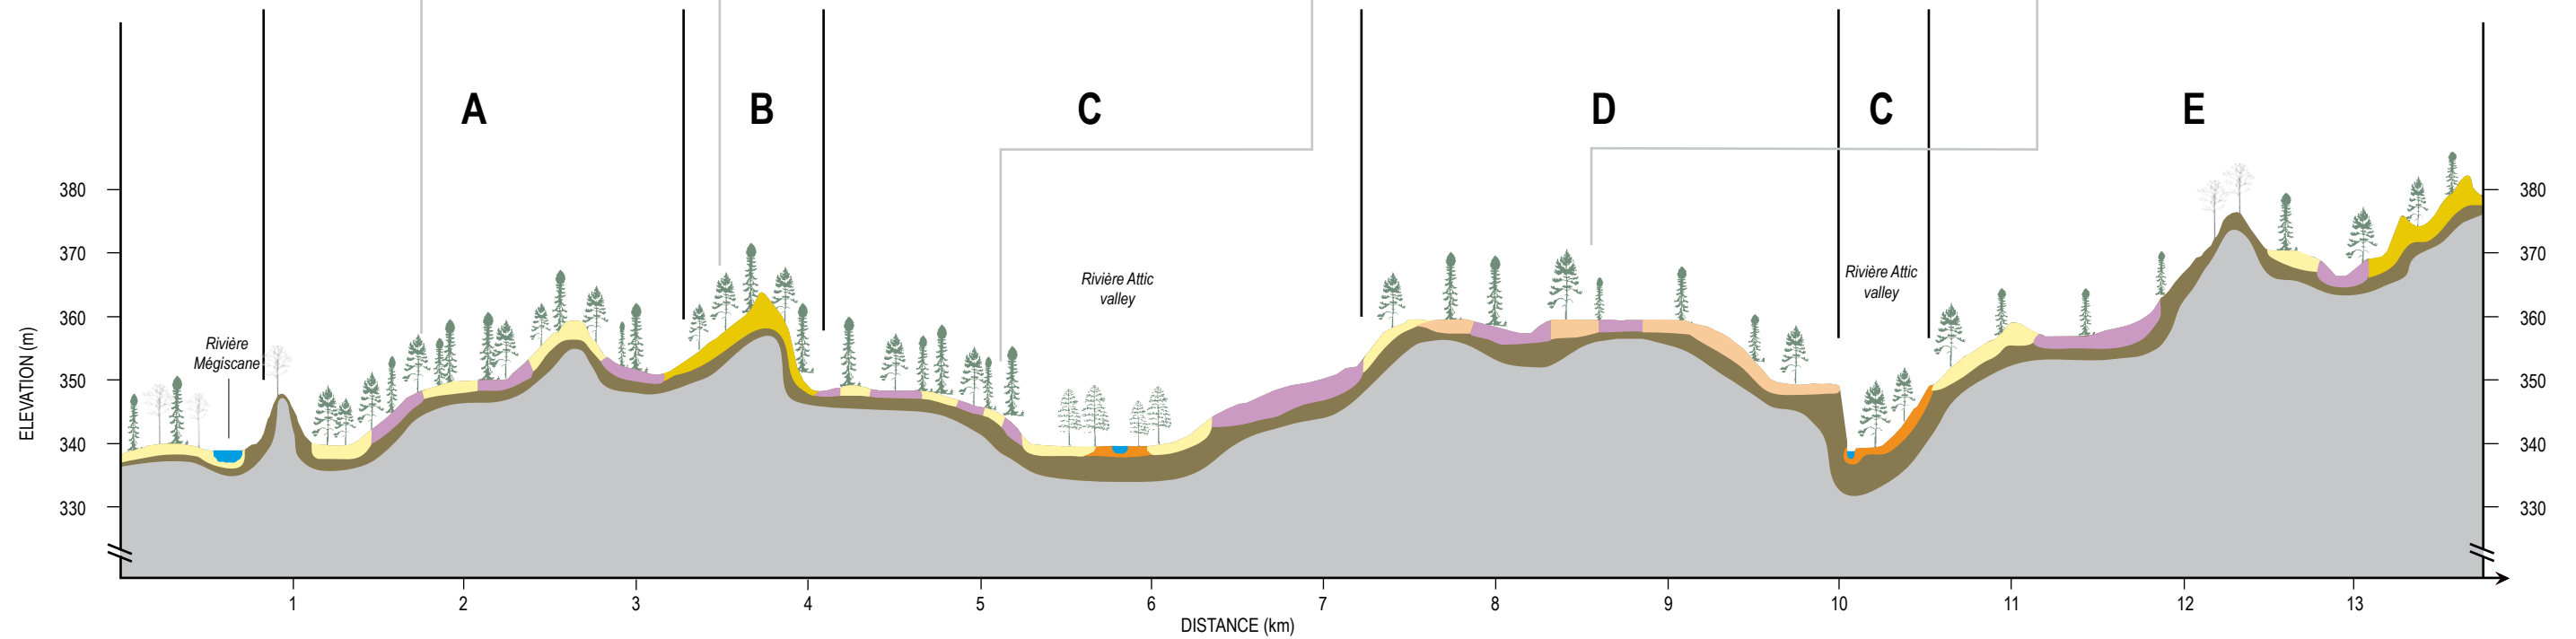 A B C D C E
380 380
370 370
Rivière Attic
valley
Rivière Attic
valley
360 360
Rivière
Mégiscane
350 350
340 340
330 330
ELEVATION (m)
1 2 3 4 5 6 7 8 9 10 11 12 13
DISTANCE (km)